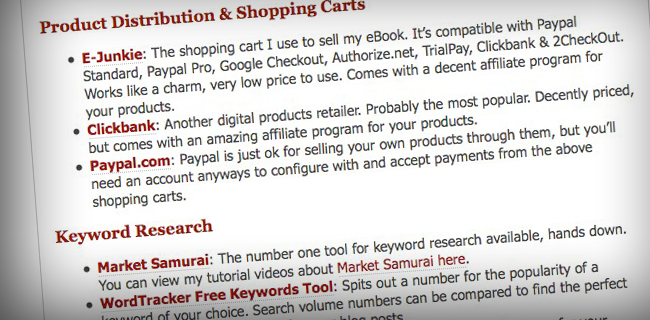 Product Distribution & Shopping Carts
• E-Junkie: The shopping cart I use to sell my eBook. It's compatible with Paypal
Standard, Paypal Pro, Google Checkout, Authorize.net, TrialPay, Clickbank & 2CheckOut.
Works like a charm, very low price to use. Comes with a decent affiliate program for
your products.
• Clickbank: Another digital products retailer. Probably the most popular. Decently priced,
but comes with an amazing affiliate program for your products.
• Paypal.com: Paypal is just ok for selling your own products through them, but you'll
need an account anyways to configure with and accept payments from the above
shopping carts.
Keyword Research
• Market Samurai: The number one tool for keyword research available, hands down.
You can view my tutorial videos about Market Samurai here.
• WordTracker Free Keywords Tool: Spits out a number for the popularity of a
keyword of your choice. Search volume numbers can be compared to find the perfect
blog posts